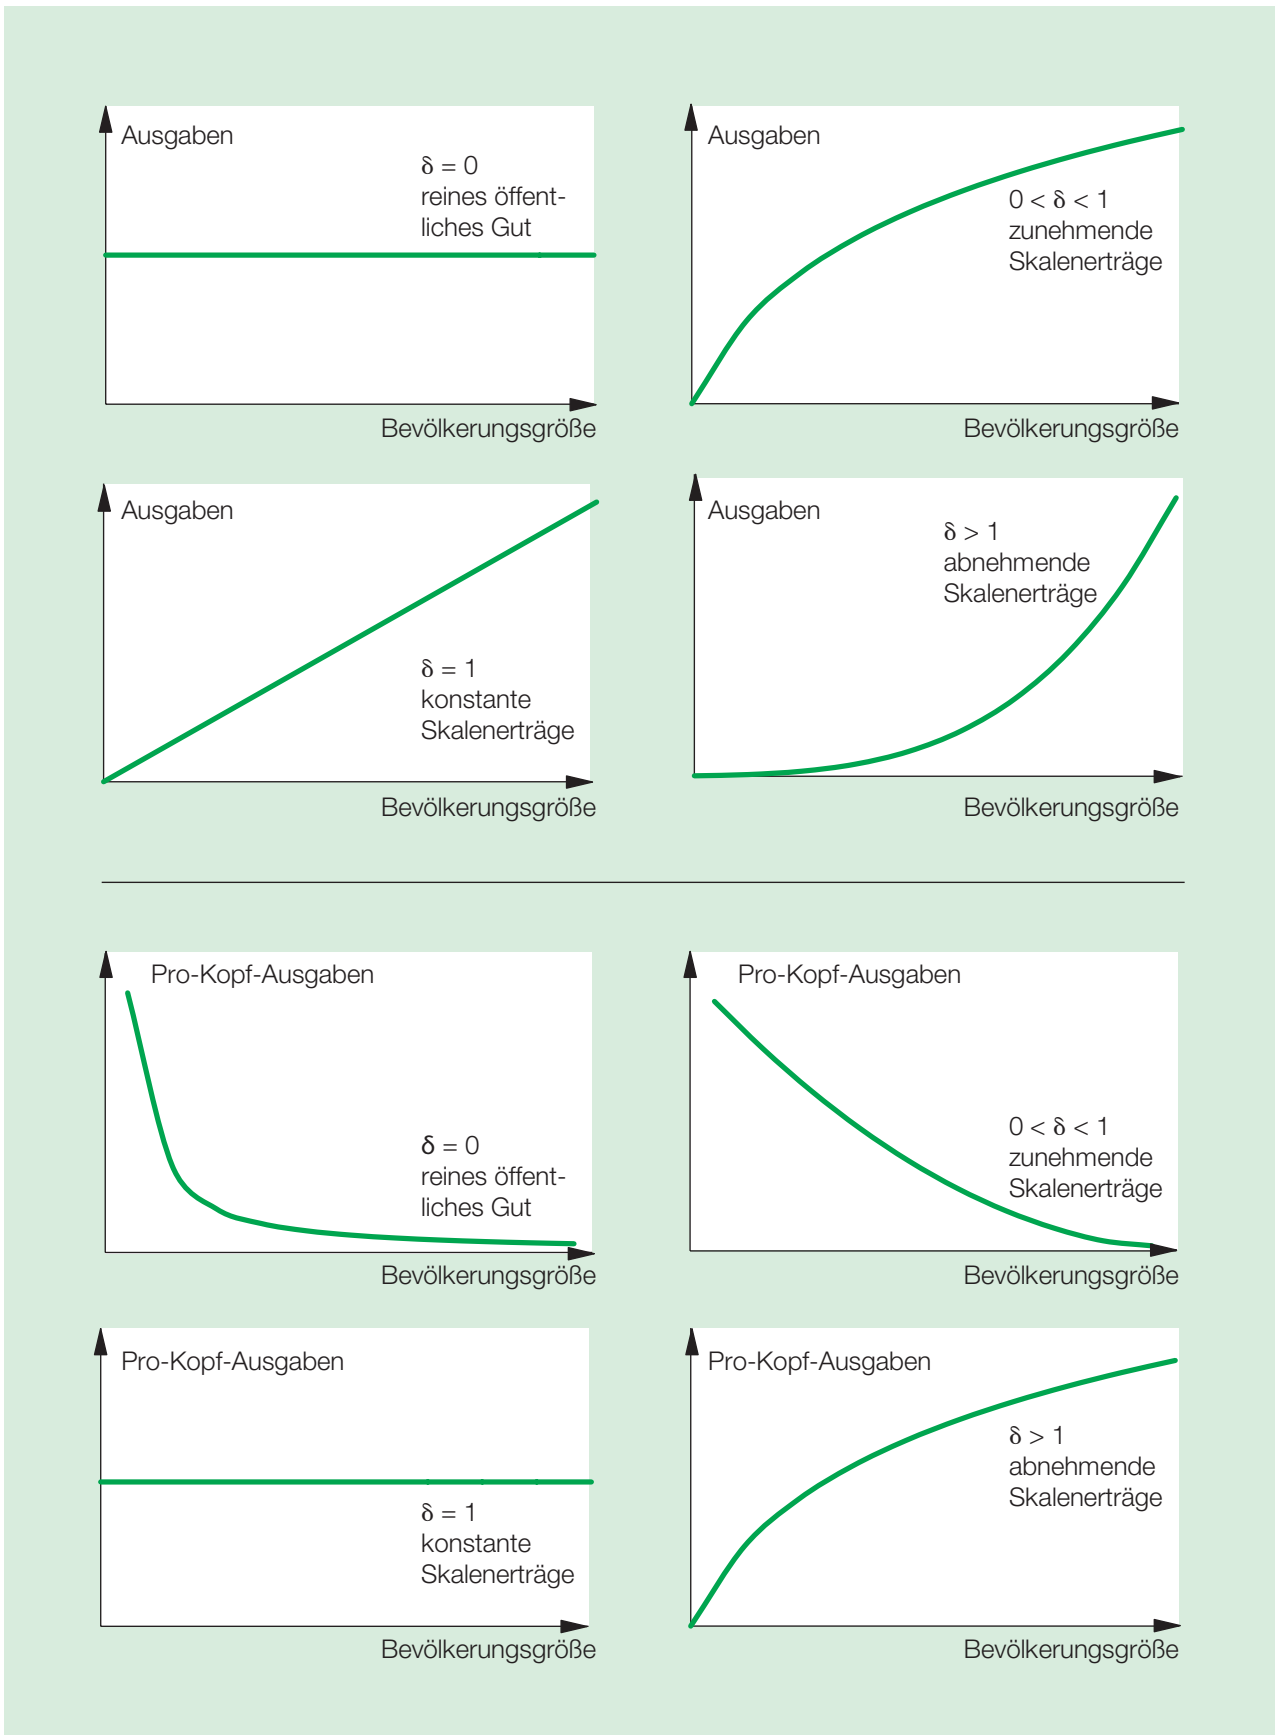 Ausgaben
δ = 0
reines öffent-
liches Gut
Bevölkerungsgröße
Ausgaben
0 < δ < 1
zunehmende
Skalenerträge
Bevölkerungsgröße
Ausgaben
δ = 1
konstante
Skalenerträge
Bevölkerungsgröße
Ausgaben
δ > 1
abnehmende
Skalenerträge
Bevölkerungsgröße
Pro-Kopf-Ausgaben
δ = 0
reines öffent-
liches Gut
Bevölkerungsgröße
Pro-Kopf-Ausgaben
0 < δ < 1
zunehmende
Skalenerträge
Bevölkerungsgröße
Pro-Kopf-Ausgaben
δ = 1
konstante
Skalenerträge
Bevölkerungsgröße
Pro-Kopf-Ausgaben
δ > 1
abnehmende
Skalenerträge
Bevölkerungsgröße